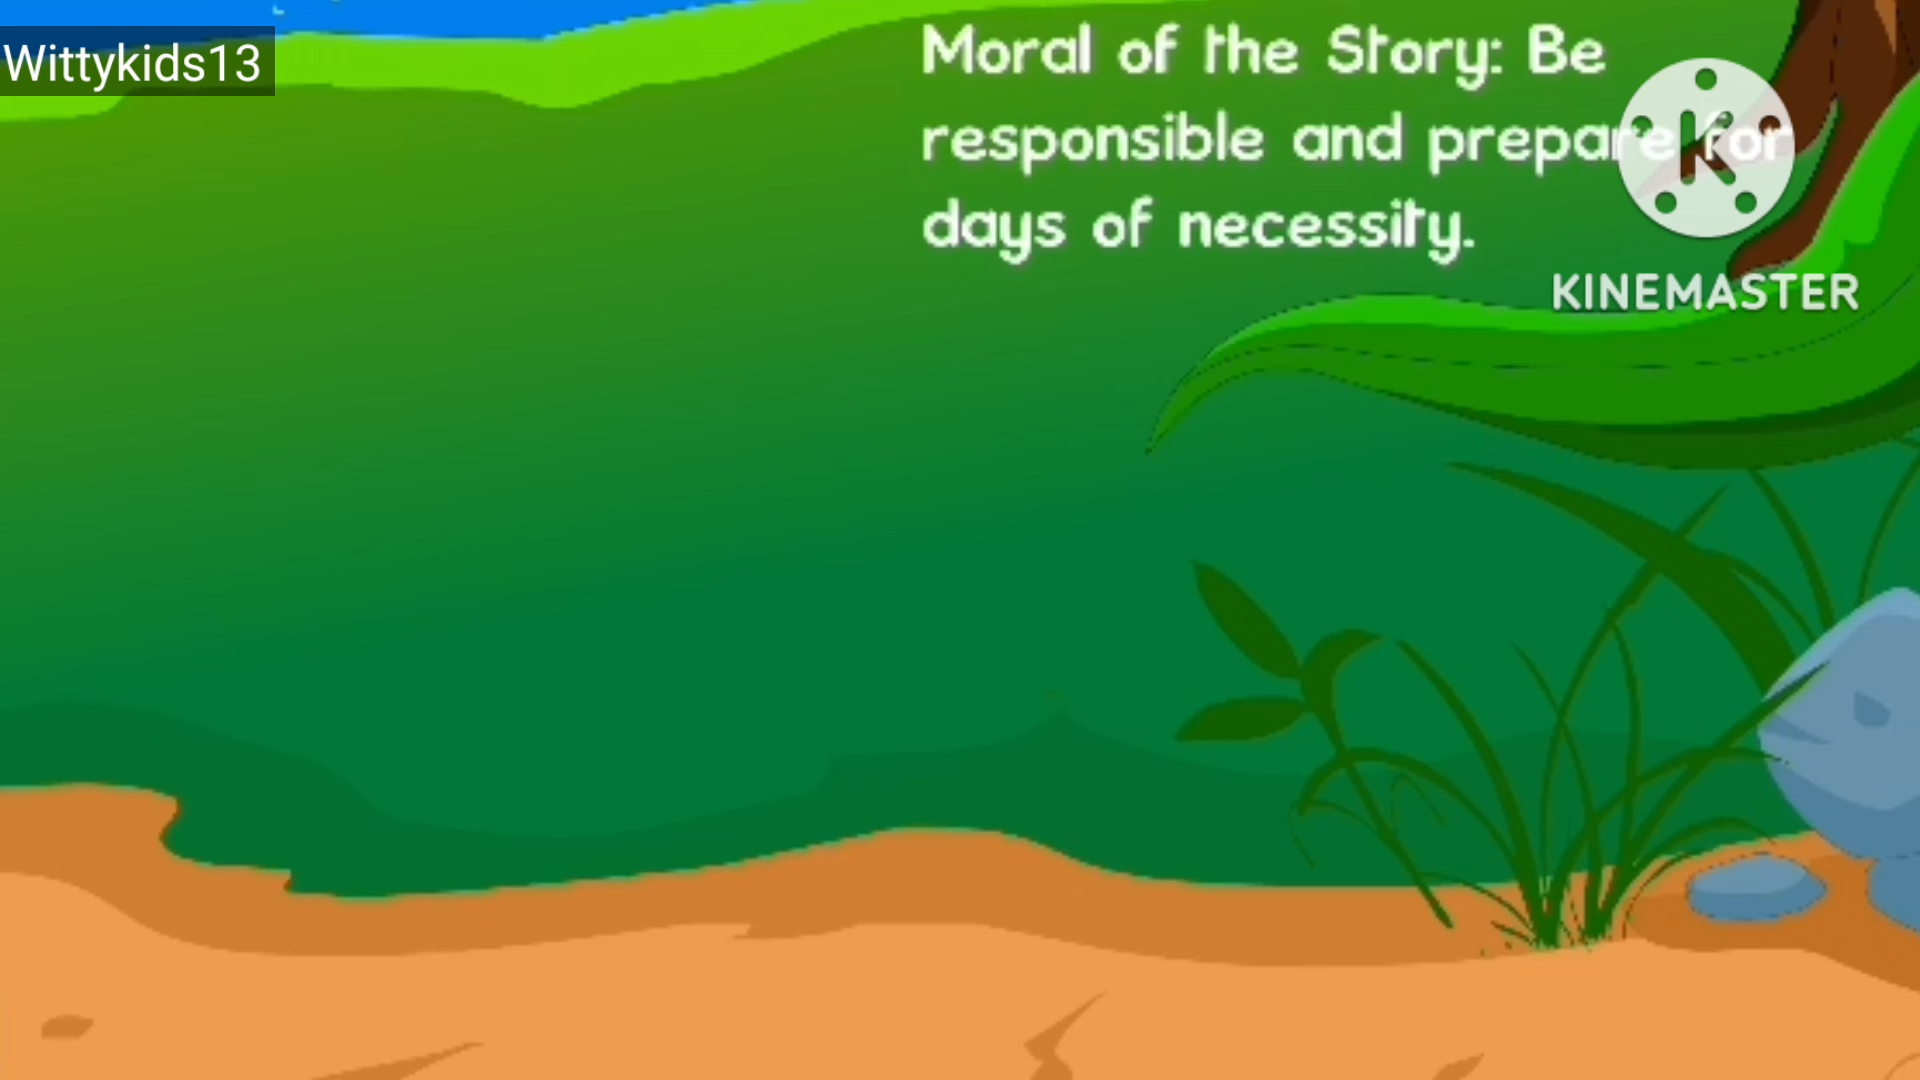 Wittykids13
Moral of the Story: Be
responsible and prepare for
days of necessity.
KINEMASTER